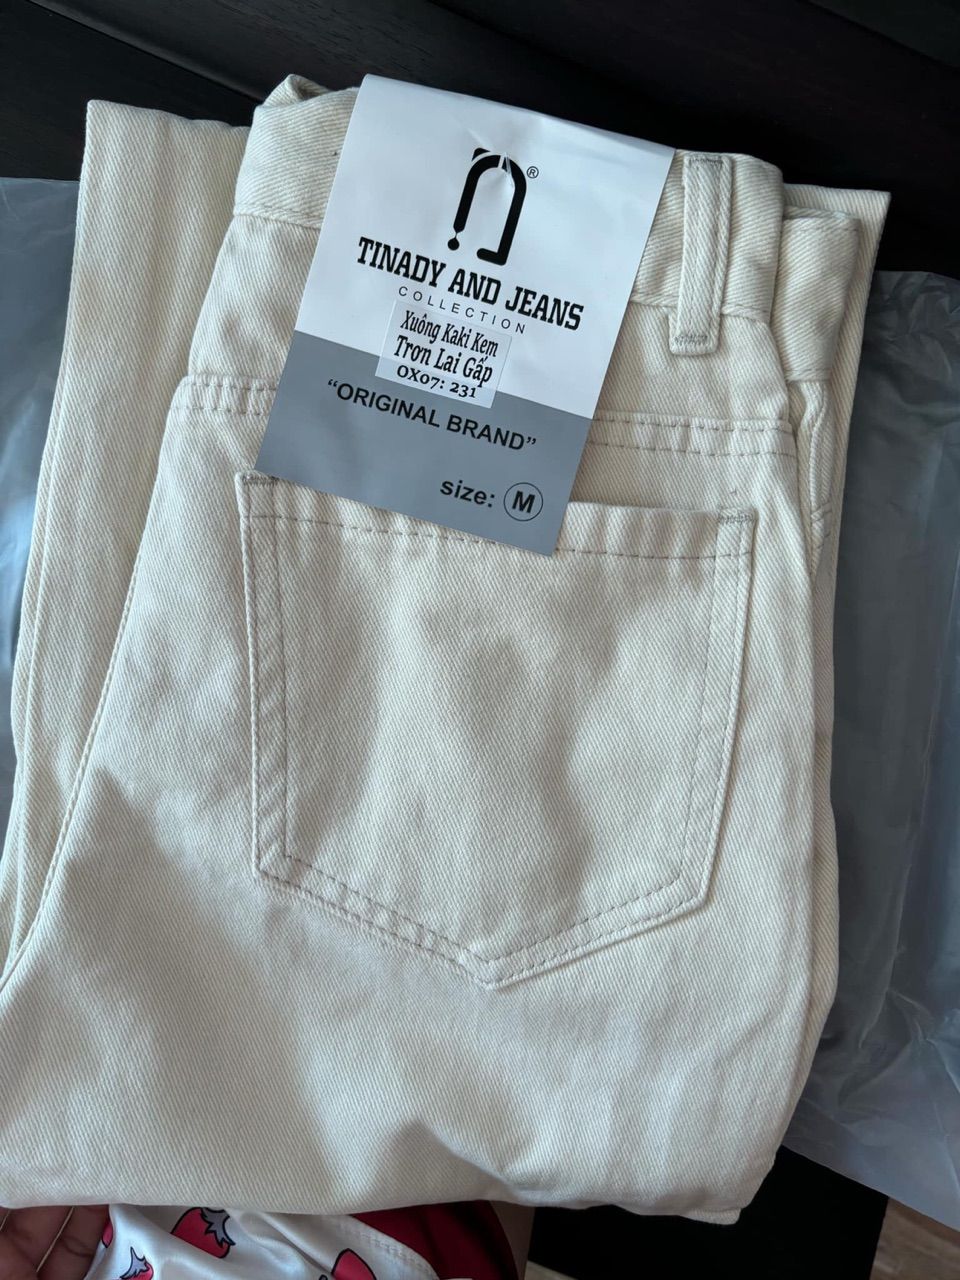 ®
TINADY AND JEANS
COLLECTION
Xuông Kaki Kem
Trơn Lai Gấp
OX07: 231
"ORIGINAL BRAND"
size: M